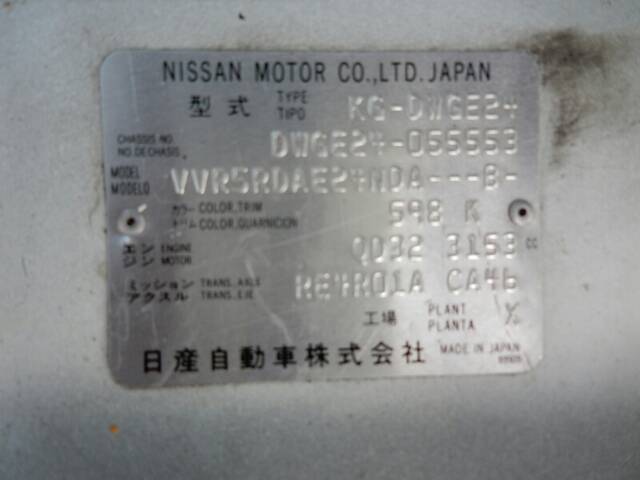 NISSAN MOTOR CO.,LTD. JAPAN
型式 TYPE TIPO KG-DWGE24
CHASSIS NO. NO. DE CHASIS DWGE24-055553
MODEL MODELO VVR5RDAE24NDA---B-
カラー トリム COLOR,TRIM COLOR,GUARNICION 598 K
エンジン ENGINE MOTOR QD32 3153 cc
ミッション アクスル TRANS.,AXLE TRANS.,EJE RE4R01A CA46
工場 PLANT PLANTA
日産自動車株式会社 MADE IN JAPAN